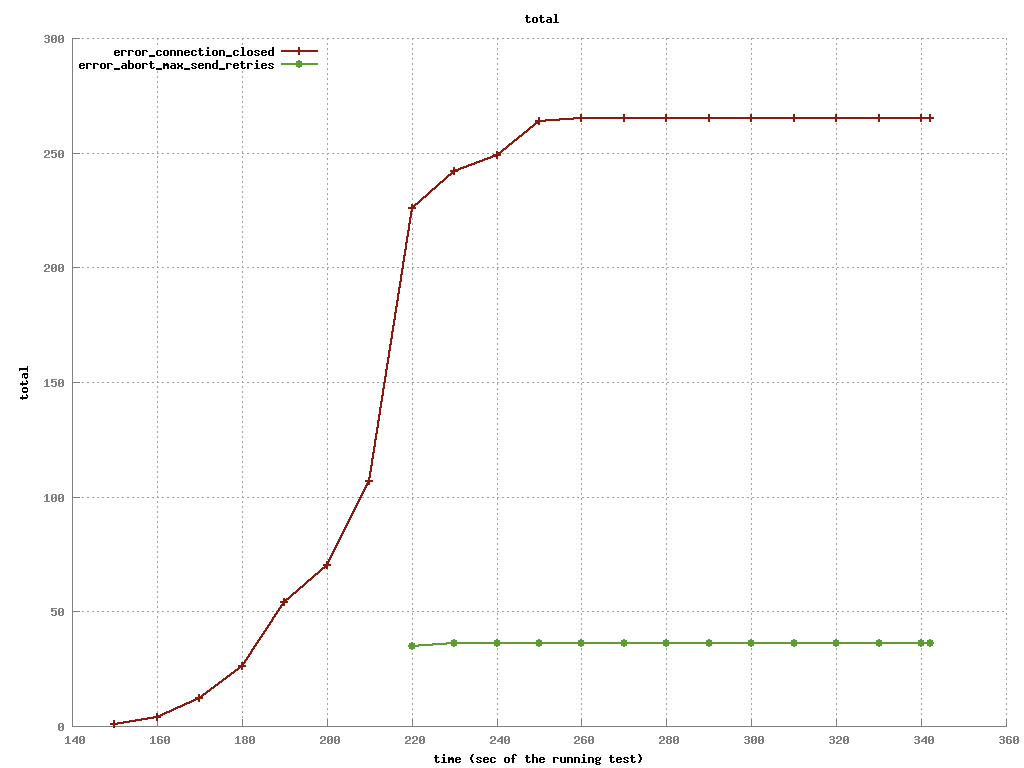 total
300
error_connection_closed
error_abort_max_send_retries
250
200
total
150
100
50
0
140 160 180 200 220 240 260 280 300 320 340 360
time (sec of the running test)